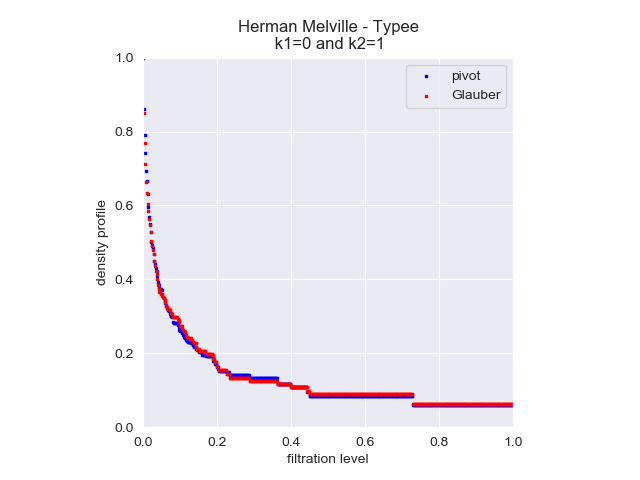 Herman Melville - Typee
k1=0 and k2=1
pivot
Glauber
density profile
1.0
0.8
0.6
0.4
0.2
0.0
0.0 0.2 0.4 0.6 0.8 1.0
filtration level